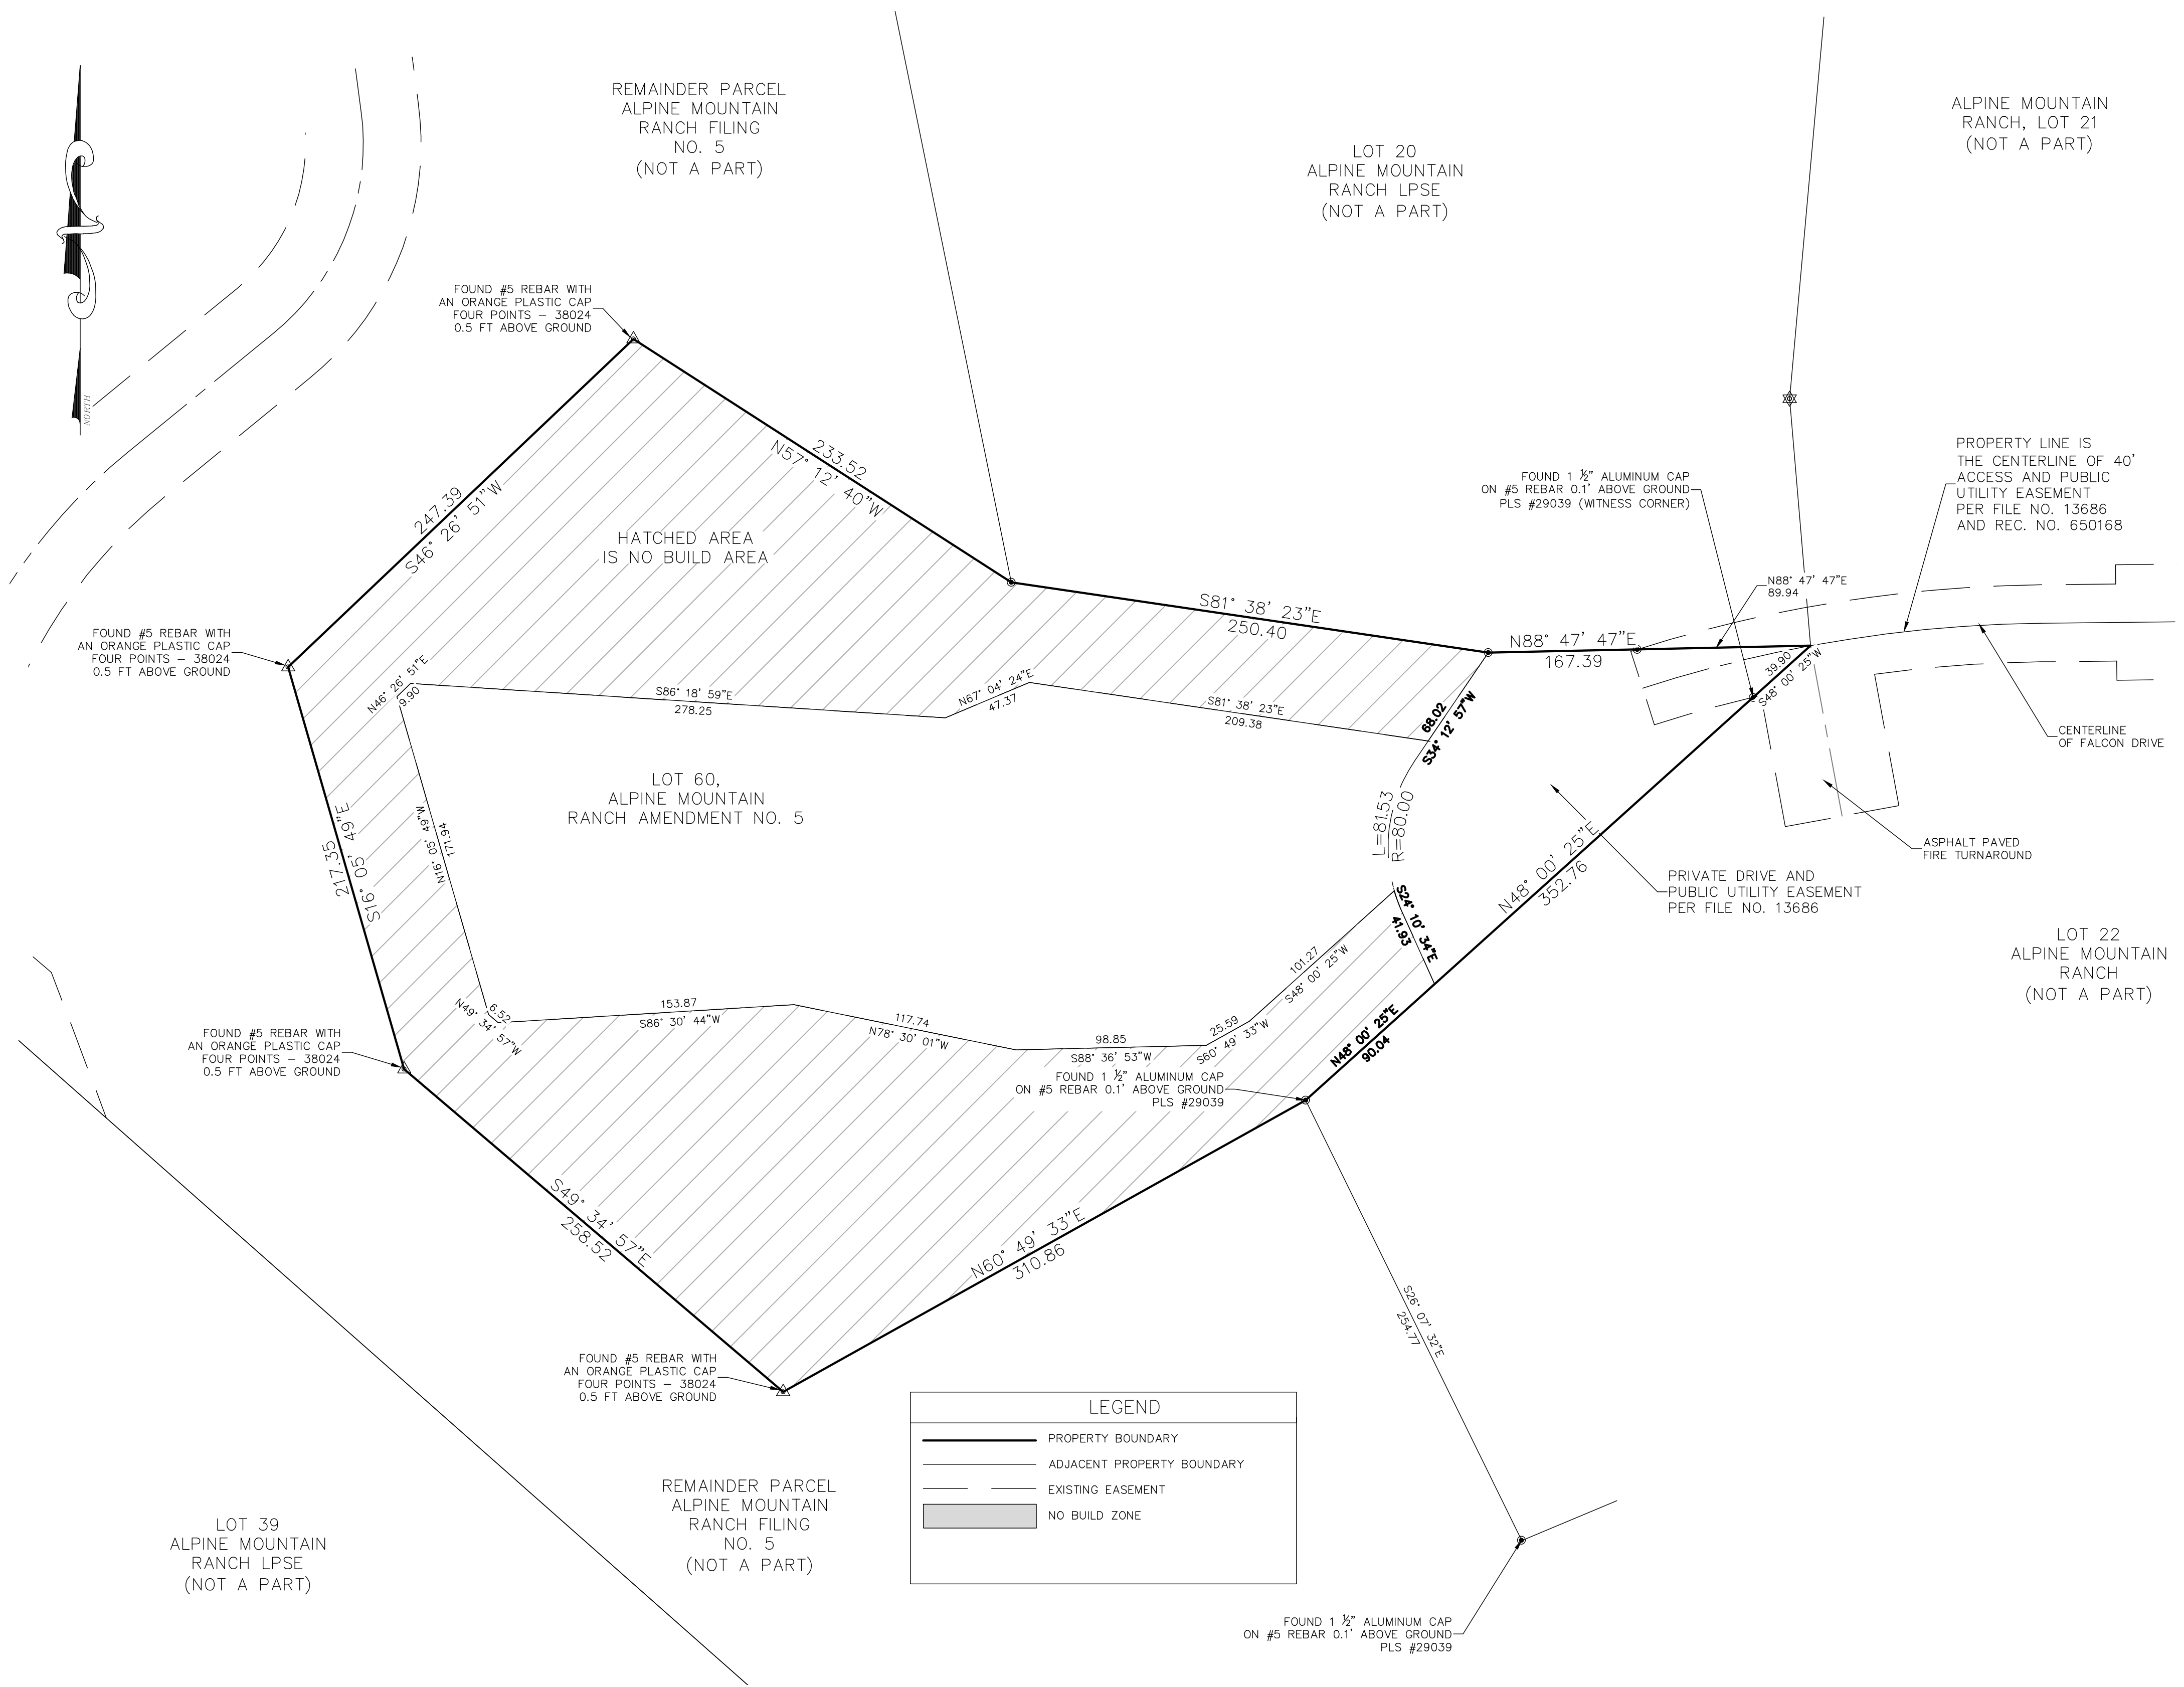 NORTH
REMAINDER PARCEL
ALPINE MOUNTAIN
RANCH FILING
NO. 5
(NOT A PART)
LOT 20
ALPINE MOUNTAIN
RANCH LPSE
(NOT A PART)
ALPINE MOUNTAIN
RANCH, LOT 21
(NOT A PART)
FOUND #5 REBAR WITH
AN ORANGE PLASTIC CAP
FOUR POINTS – 38024
0.5 FT ABOVE GROUND
233.52
N57° 12' 40"W
247.39
S46° 26' 51"W
HATCHED AREA
IS NO BUILD AREA
FOUND 1 ½" ALUMINUM CAP
ON #5 REBAR 0.1' ABOVE GROUND
PLS #29039 (WITNESS CORNER)
PROPERTY LINE IS
THE CENTERLINE OF 40'
ACCESS AND PUBLIC
UTILITY EASEMENT
PER FILE NO. 13686
AND REC. NO. 650168
N88° 47' 47"E
89.94
S81° 38' 23"E
250.40
N88° 47' 47"E
167.39
39.90
S48° 00' 25"W
FOUND #5 REBAR WITH
AN ORANGE PLASTIC CAP
FOUR POINTS – 38024
0.5 FT ABOVE GROUND
N46° 26' 51"E
9.90
S86° 18' 59"E
278.25
N67° 04' 24"E
47.37
S81° 38' 23"E
209.38
68.02
S34° 12' 57"W
CENTERLINE
OF FALCON DRIVE
LOT 60,
ALPINE MOUNTAIN
RANCH AMENDMENT NO. 5
L=81.53
R=80.00
217.35
S16° 05' 49"E
N16° 05' 49"W
171.94
ASPHALT PAVED
FIRE TURNAROUND
PRIVATE DRIVE AND
PUBLIC UTILITY EASEMENT
PER FILE NO. 13686
N48° 00' 25"E
352.76
S24° 10' 34"E
41.93
LOT 22
ALPINE MOUNTAIN
RANCH
(NOT A PART)
101.27
S48° 00' 25"W
6.52
N49° 34' 57"W
153.87
S86° 30' 44"W
117.74
N78° 30' 01"W
98.85
S88° 36' 53"W
25.59
S60° 49' 33"W
N48° 00' 25"E
90.04
FOUND #5 REBAR WITH
AN ORANGE PLASTIC CAP
FOUR POINTS – 38024
0.5 FT ABOVE GROUND
FOUND 1 ½" ALUMINUM CAP
ON #5 REBAR 0.1' ABOVE GROUND
PLS #29039
S49° 34' 57"E
258.52
N60° 49' 33"E
310.86
S26° 07' 32"E
254.77
FOUND #5 REBAR WITH
AN ORANGE PLASTIC CAP
FOUR POINTS – 38024
0.5 FT ABOVE GROUND
LEGEND
PROPERTY BOUNDARY
ADJACENT PROPERTY BOUNDARY
EXISTING EASEMENT
NO BUILD ZONE
REMAINDER PARCEL
ALPINE MOUNTAIN
RANCH FILING
NO. 5
(NOT A PART)
LOT 39
ALPINE MOUNTAIN
RANCH LPSE
(NOT A PART)
FOUND 1 ½" ALUMINUM CAP
ON #5 REBAR 0.1' ABOVE GROUND
PLS #29039